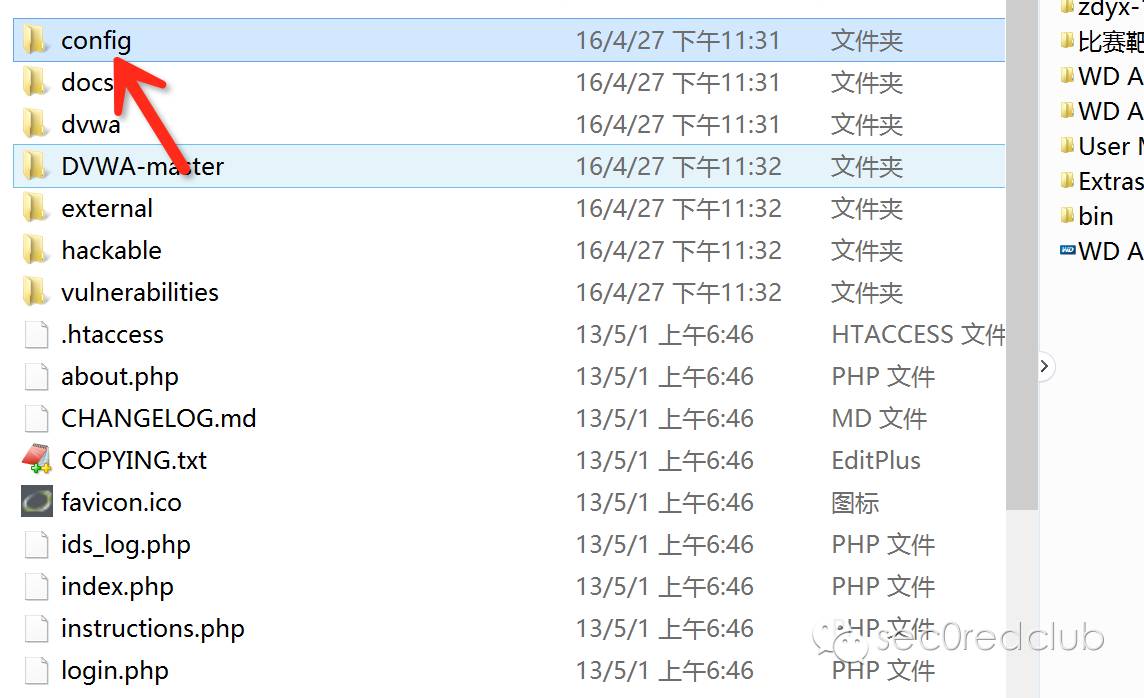 config 16/4/27 下午11:31 文件夹
docs 16/4/27 下午11:31 文件夹
dvwa 16/4/27 下午11:31 文件夹
DVWA-master 16/4/27 下午11:32 文件夹
external 16/4/27 下午11:32 文件夹
hackable 16/4/27 下午11:32 文件夹
vulnerabilities 16/4/27 下午11:32 文件夹
.htaccess 13/5/1 上午6:46 HTACCESS 文件
about.php 13/5/1 上午6:46 PHP 文件
CHANGELOG.md 13/5/1 上午6:46 MD 文件
COPYING.txt 13/5/1 上午6:46 EditPlus
favicon.ico 13/5/1 上午6:46 图标
ids_log.php 13/5/1 上午6:46 PHP 文件
index.php 13/5/1 上午6:46 PHP 文件
instructions.php 13/5/1 上午6:46 PHP 文件
login.php 13/5/1 上午6:46 PHP 文件
zdyx-
比赛靶
WD A
WD A
User
Extras
bin
WD A
sec0redclub